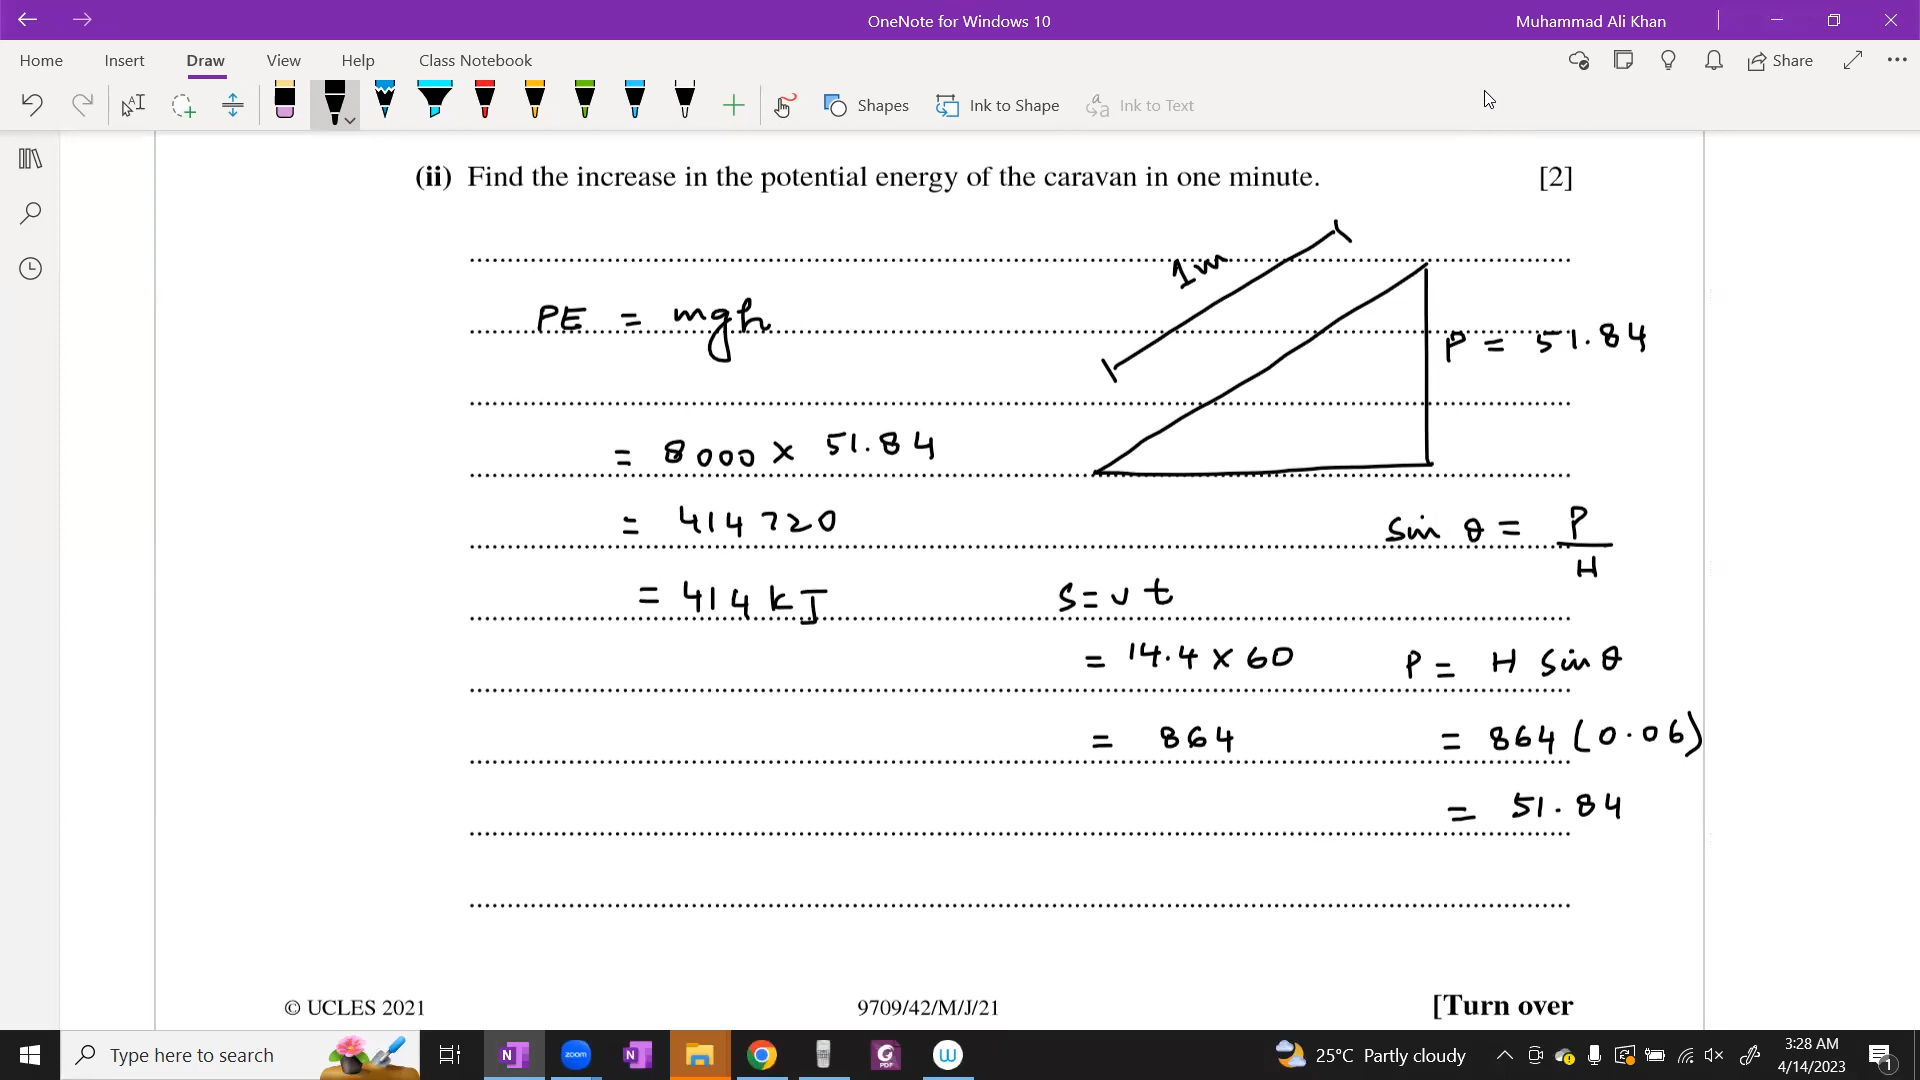 OneNote for Windows 10
Muhammad Ali Khan
Home Insert Draw View Help Class Notebook
Share
Shapes Ink to Shape Ink to Text
(ii) Find the increase in the potential energy of the caravan in one minute. [2]
1m
PE = mgh
P = 51.84
= 8000 × 51.84
= 414720
sin θ = P
H
= 414 kJ
S = vt
= 14.4 × 60
P = H sin θ
= 864
= 864 (0.06)
= 51.84
© UCLES 2021 9709/42/M/J/21 [Turn over
Type here to search
zoom
PDF
25°C Partly cloudy
3:28 AM
4/14/2023
1